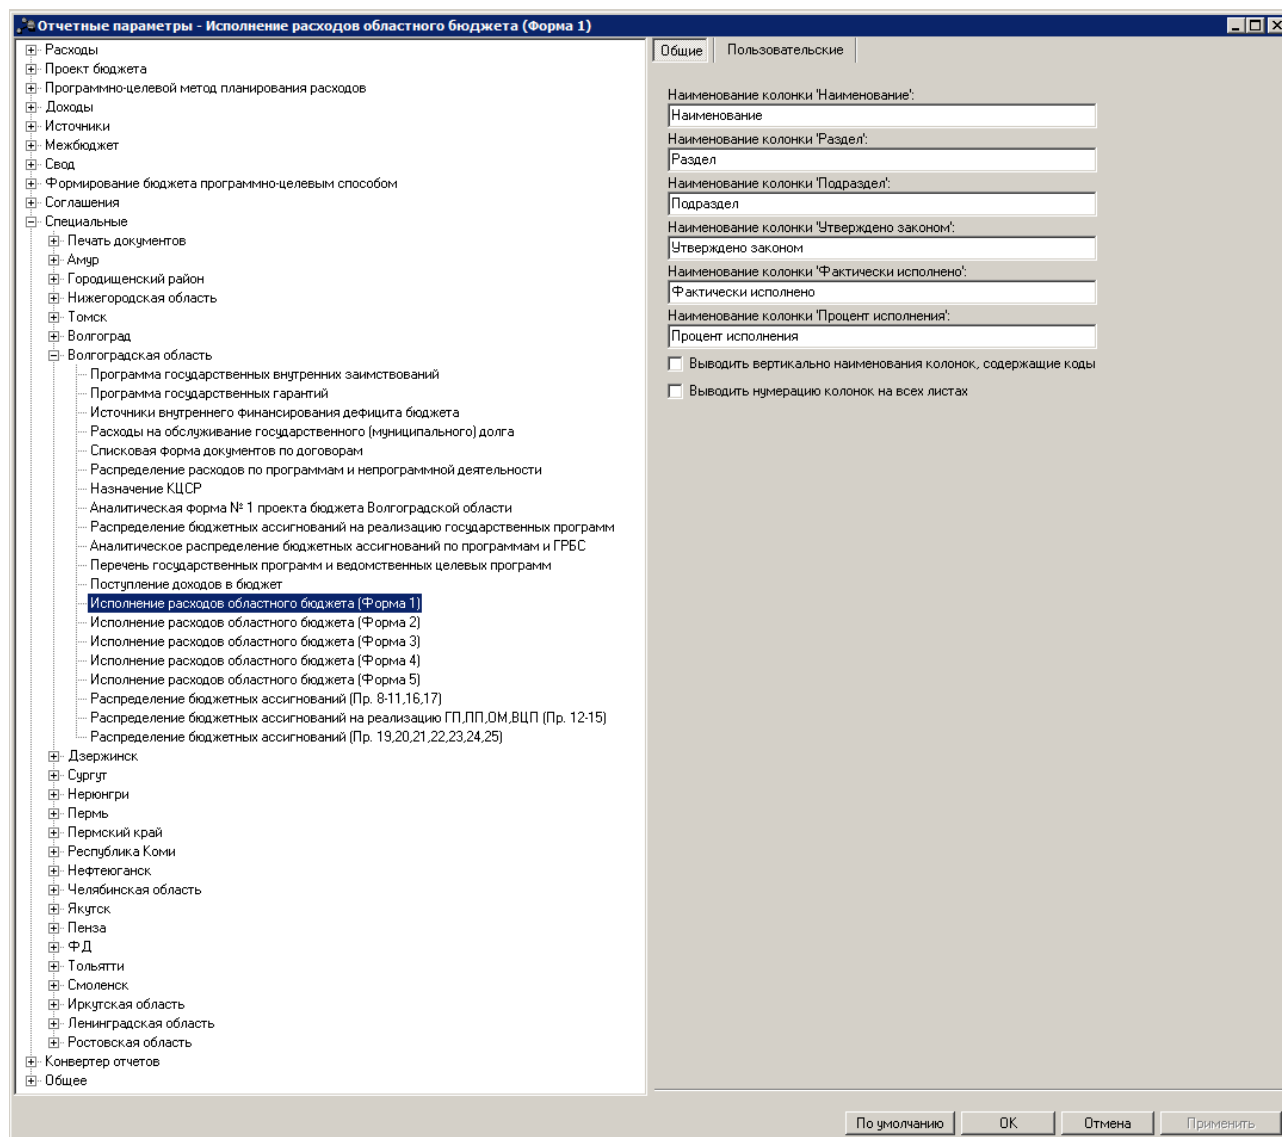 Отчетные параметры - Исполнение расходов областного бюджета (Форма 1)
Расходы
Проект бюджета
Программно-целевой метод планирования расходов
Доходы
Источники
Межбюджет
Свод
Формирование бюджета программно-целевым способом
Соглашения
Специальные
Печать документов
Амур
Городищенский район
Нижегородская область
Томск
Волгоград
Волгоградская область
Программа государственных внутренних заимствований
Программа государственных гарантий
Источники внутреннего финансирования дефицита бюджета
Расходы на обслуживание государственного (муниципального) долга
Списковая форма документов по договорам
Распределение расходов по программам и непрограммной деятельности
Назначение КЦСР
Аналитическая форма № 1 проекта бюджета Волгоградской области
Распределение бюджетных ассигнований на реализацию государственных программ
Аналитическое распределение бюджетных ассигнований по программам и ГРБС
Перечень государственных программ и ведомственных целевых программ
Поступление доходов в бюджет
Исполнение расходов областного бюджета (Форма 1)
Исполнение расходов областного бюджета (Форма 2)
Исполнение расходов областного бюджета (Форма 3)
Исполнение расходов областного бюджета (Форма 4)
Исполнение расходов областного бюджета (Форма 5)
Распределение бюджетных ассигнований (Пр. 8-11,16,17)
Распределение бюджетных ассигнований на реализацию ГП,ПП,ОМ,ВЦП (Пр. 12-15)
Распределение бюджетных ассигнований (Пр. 19,20,21,22,23,24,25)
Дзержинск
Сургут
Нерюнгри
Пермь
Пермский край
Республика Коми
Нефтеюганск
Челябинская область
Якутск
Пенза
ФД
Тольятти
Смоленск
Иркутская область
Ленинградская область
Ростовская область
Конвертер отчетов
Общее
Общие
Пользовательские
Наименование колонки 'Наименование':
Наименование
Наименование колонки 'Раздел':
Раздел
Наименование колонки 'Подраздел':
Подраздел
Наименование колонки 'Утверждено законом':
Утверждено законом
Наименование колонки 'Фактически исполнено':
Фактически исполнено
Наименование колонки 'Процент исполнения':
Процент исполнения
Выводить вертикально наименования колонок, содержащие коды
Выводить нумерацию колонок на всех листах
По умолчанию
OK
Отмена
Применить